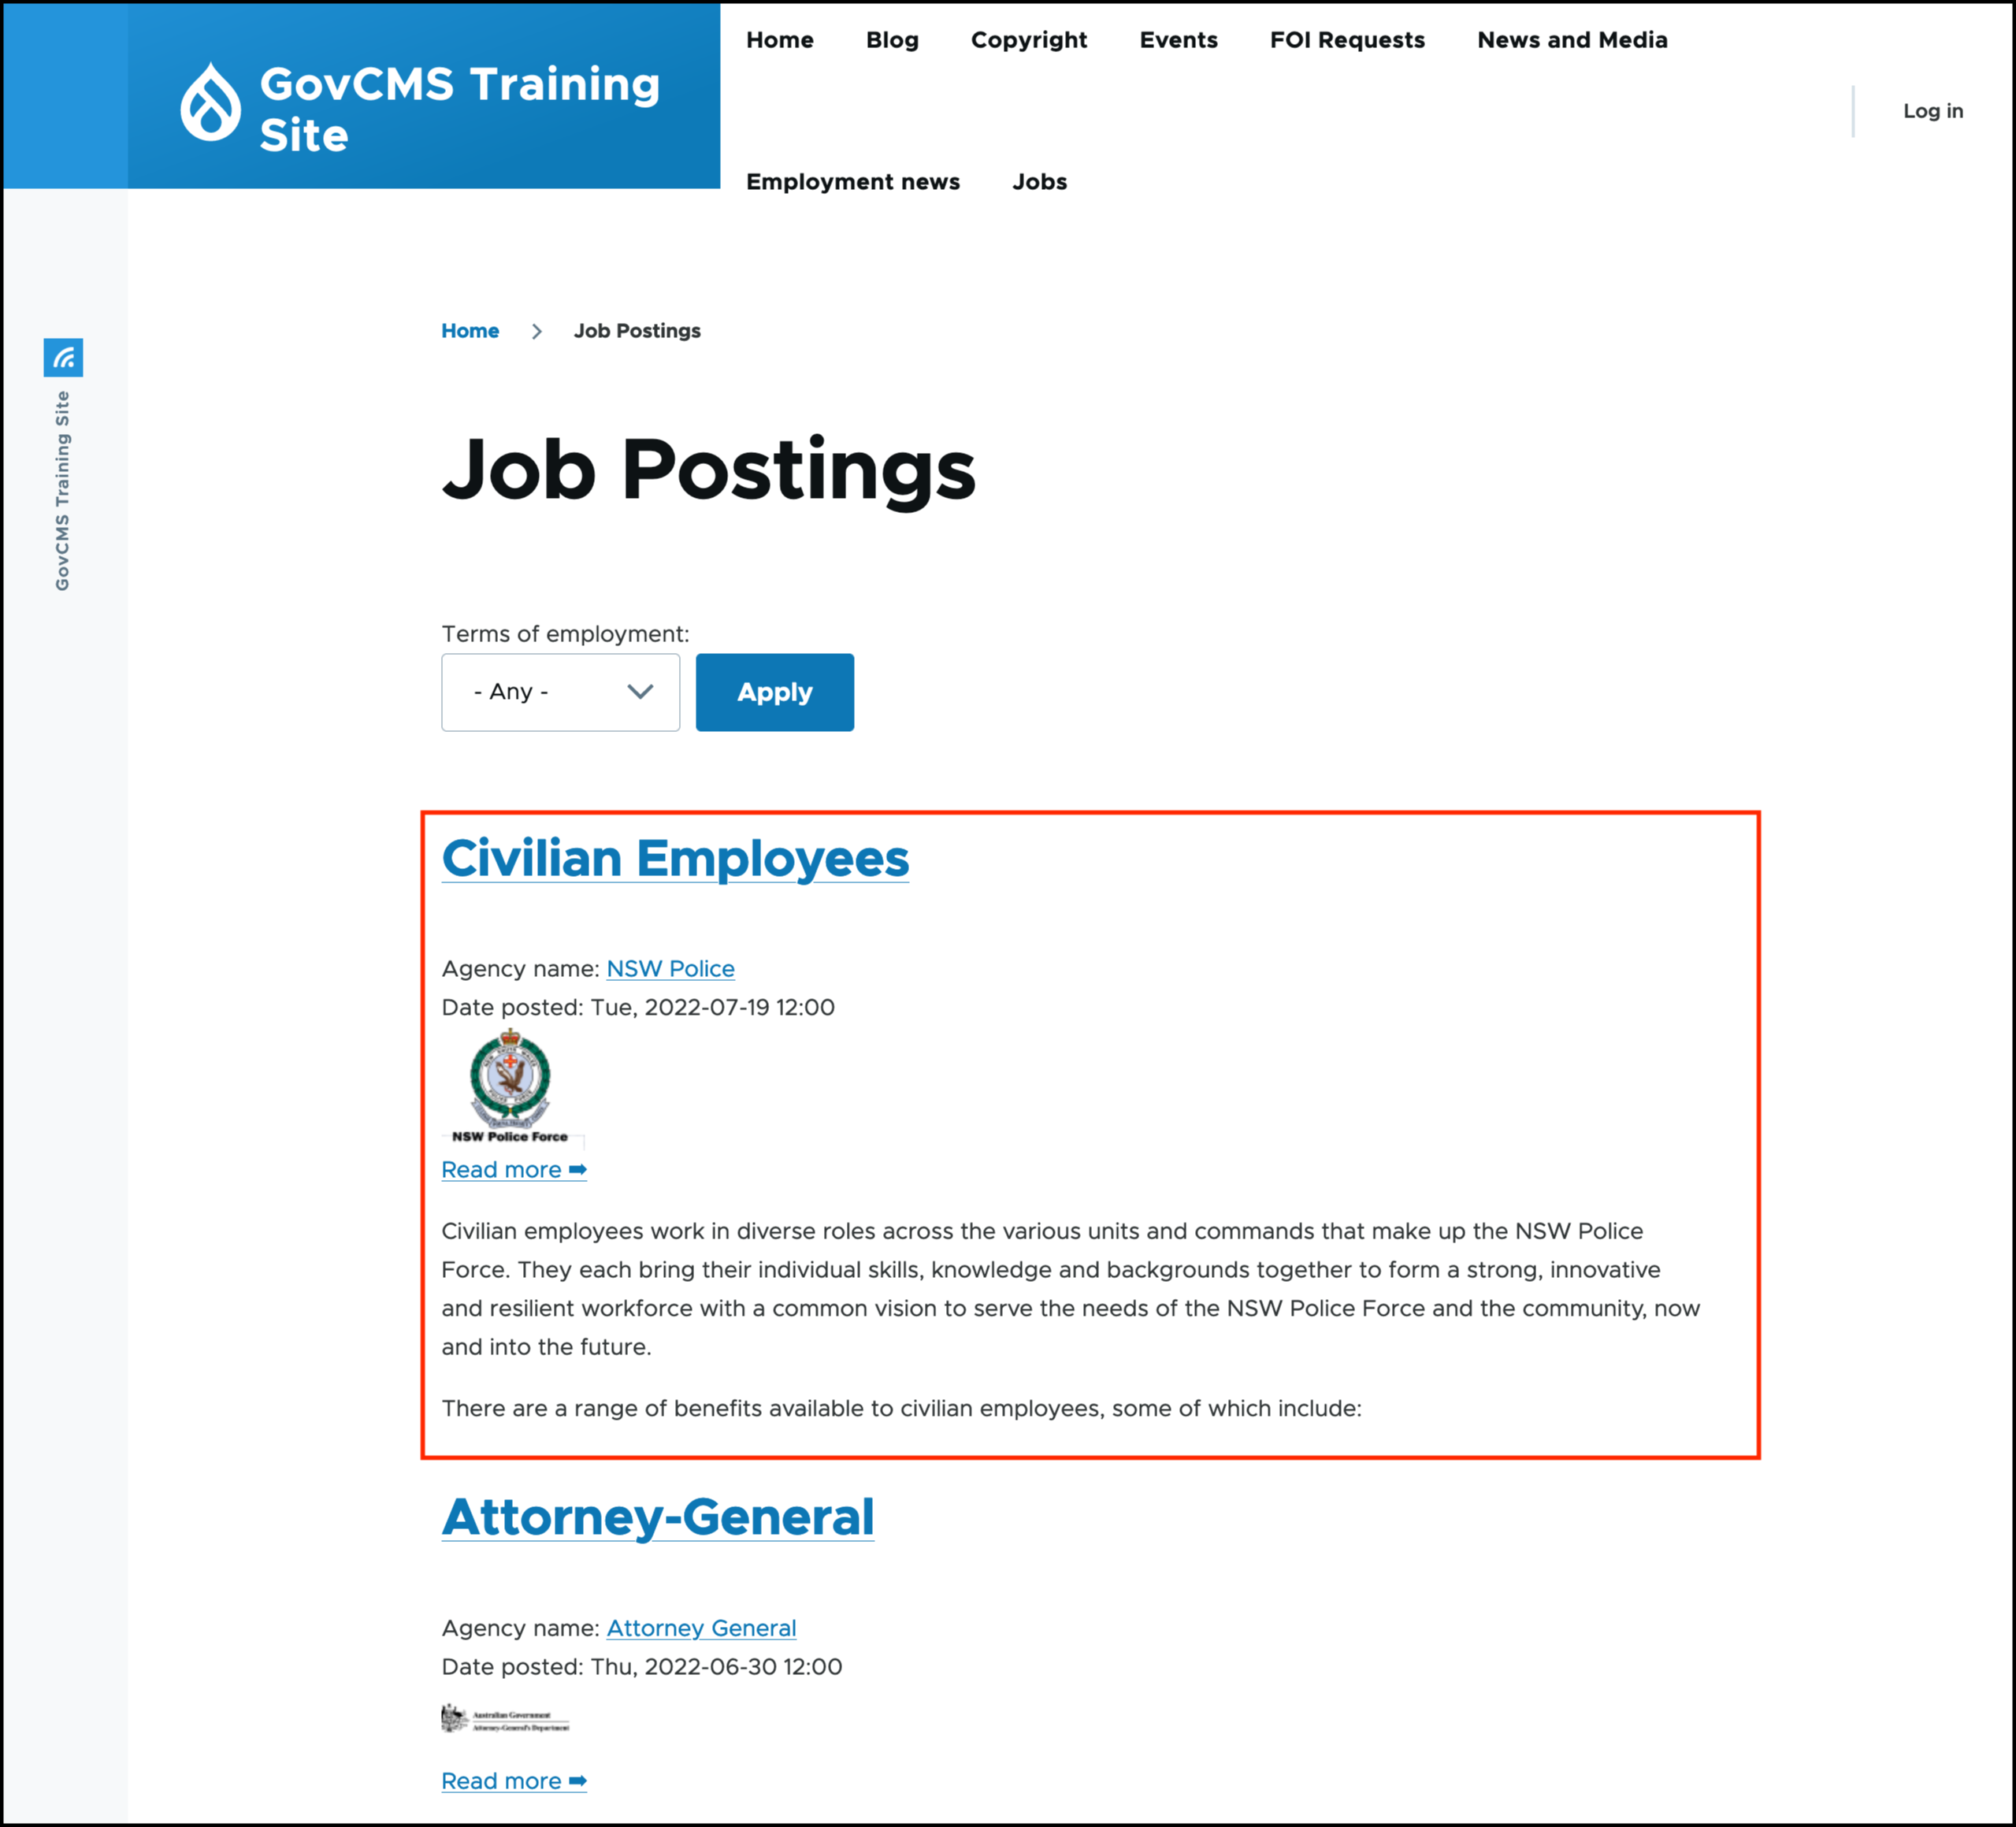 GovCMS Training
Site
Home Blog Copyright Events FOI Requests News and Media
Log in
Employment news Jobs
GovCMS Training Site
Home > Job Postings
Job Postings
Terms of employment:
- Any -
Apply
Civilian Employees
Agency name: NSW Police
Date posted: Tue, 2022-07-19 12:00
NSW Police Force
Read more ➡
Civilian employees work in diverse roles across the various units and commands that make up the NSW Police
Force. They each bring their individual skills, knowledge and backgrounds together to form a strong, innovative
and resilient workforce with a common vision to serve the needs of the NSW Police Force and the community, now
and into the future.
There are a range of benefits available to civilian employees, some of which include:
Attorney-General
Agency name: Attorney General
Date posted: Thu, 2022-06-30 12:00
Australian Government
Attorney-General's Department
Read more ➡